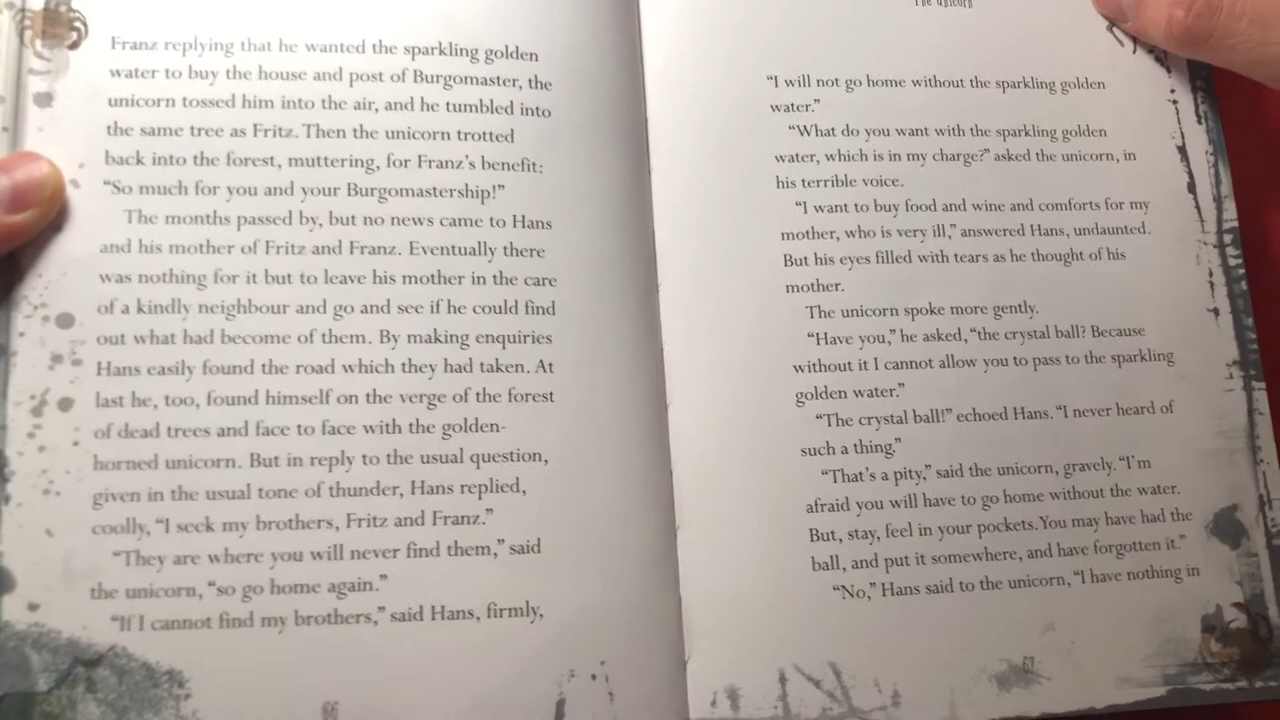 Franz replying that he wanted the sparkling golden
water to buy the house and post of Burgomaster, the
unicorn tossed him into the air, and he tumbled into
the same tree as Fritz. Then the unicorn trotted
back into the forest, muttering, for Franz’s benefit:
“So much for you and your Burgomastership!”
The months passed by, but no news came to Hans
and his mother of Fritz and Franz. Eventually there
was nothing for it but to leave his mother in the care
of a kindly neighbour and go and see if he could find
out what had become of them. By making enquiries
Hans easily found the road which they had taken. At
last he, too, found himself on the verge of the forest
of dead trees and face to face with the golden-
horned unicorn. But in reply to the usual question,
given in the usual tone of thunder, Hans replied,
coolly, “I seek my brothers, Fritz and Franz.”
“They are where you will never find them,” said
the unicorn, “so go home again.”
“If I cannot find my brothers,” said Hans, firmly,
66
The Unicorn
“I will not go home without the sparkling golden
water.”
“What do you want with the sparkling golden
water, which is in my charge?” asked the unicorn, in
his terrible voice.
“I want to buy food and wine and comforts for my
mother, who is very ill,” answered Hans, undaunted.
But his eyes filled with tears as he thought of his
mother.
The unicorn spoke more gently.
“Have you,” he asked, “the crystal ball? Because
without it I cannot allow you to pass to the sparkling
golden water.”
“The crystal ball!” echoed Hans. “I never heard of
such a thing.”
“That’s a pity,” said the unicorn, gravely. “I’m
afraid you will have to go home without the water.
But, stay, feel in your pockets. You may have had the
ball, and put it somewhere, and have forgotten it.”
“No,” Hans said to the unicorn, “I have nothing in
67